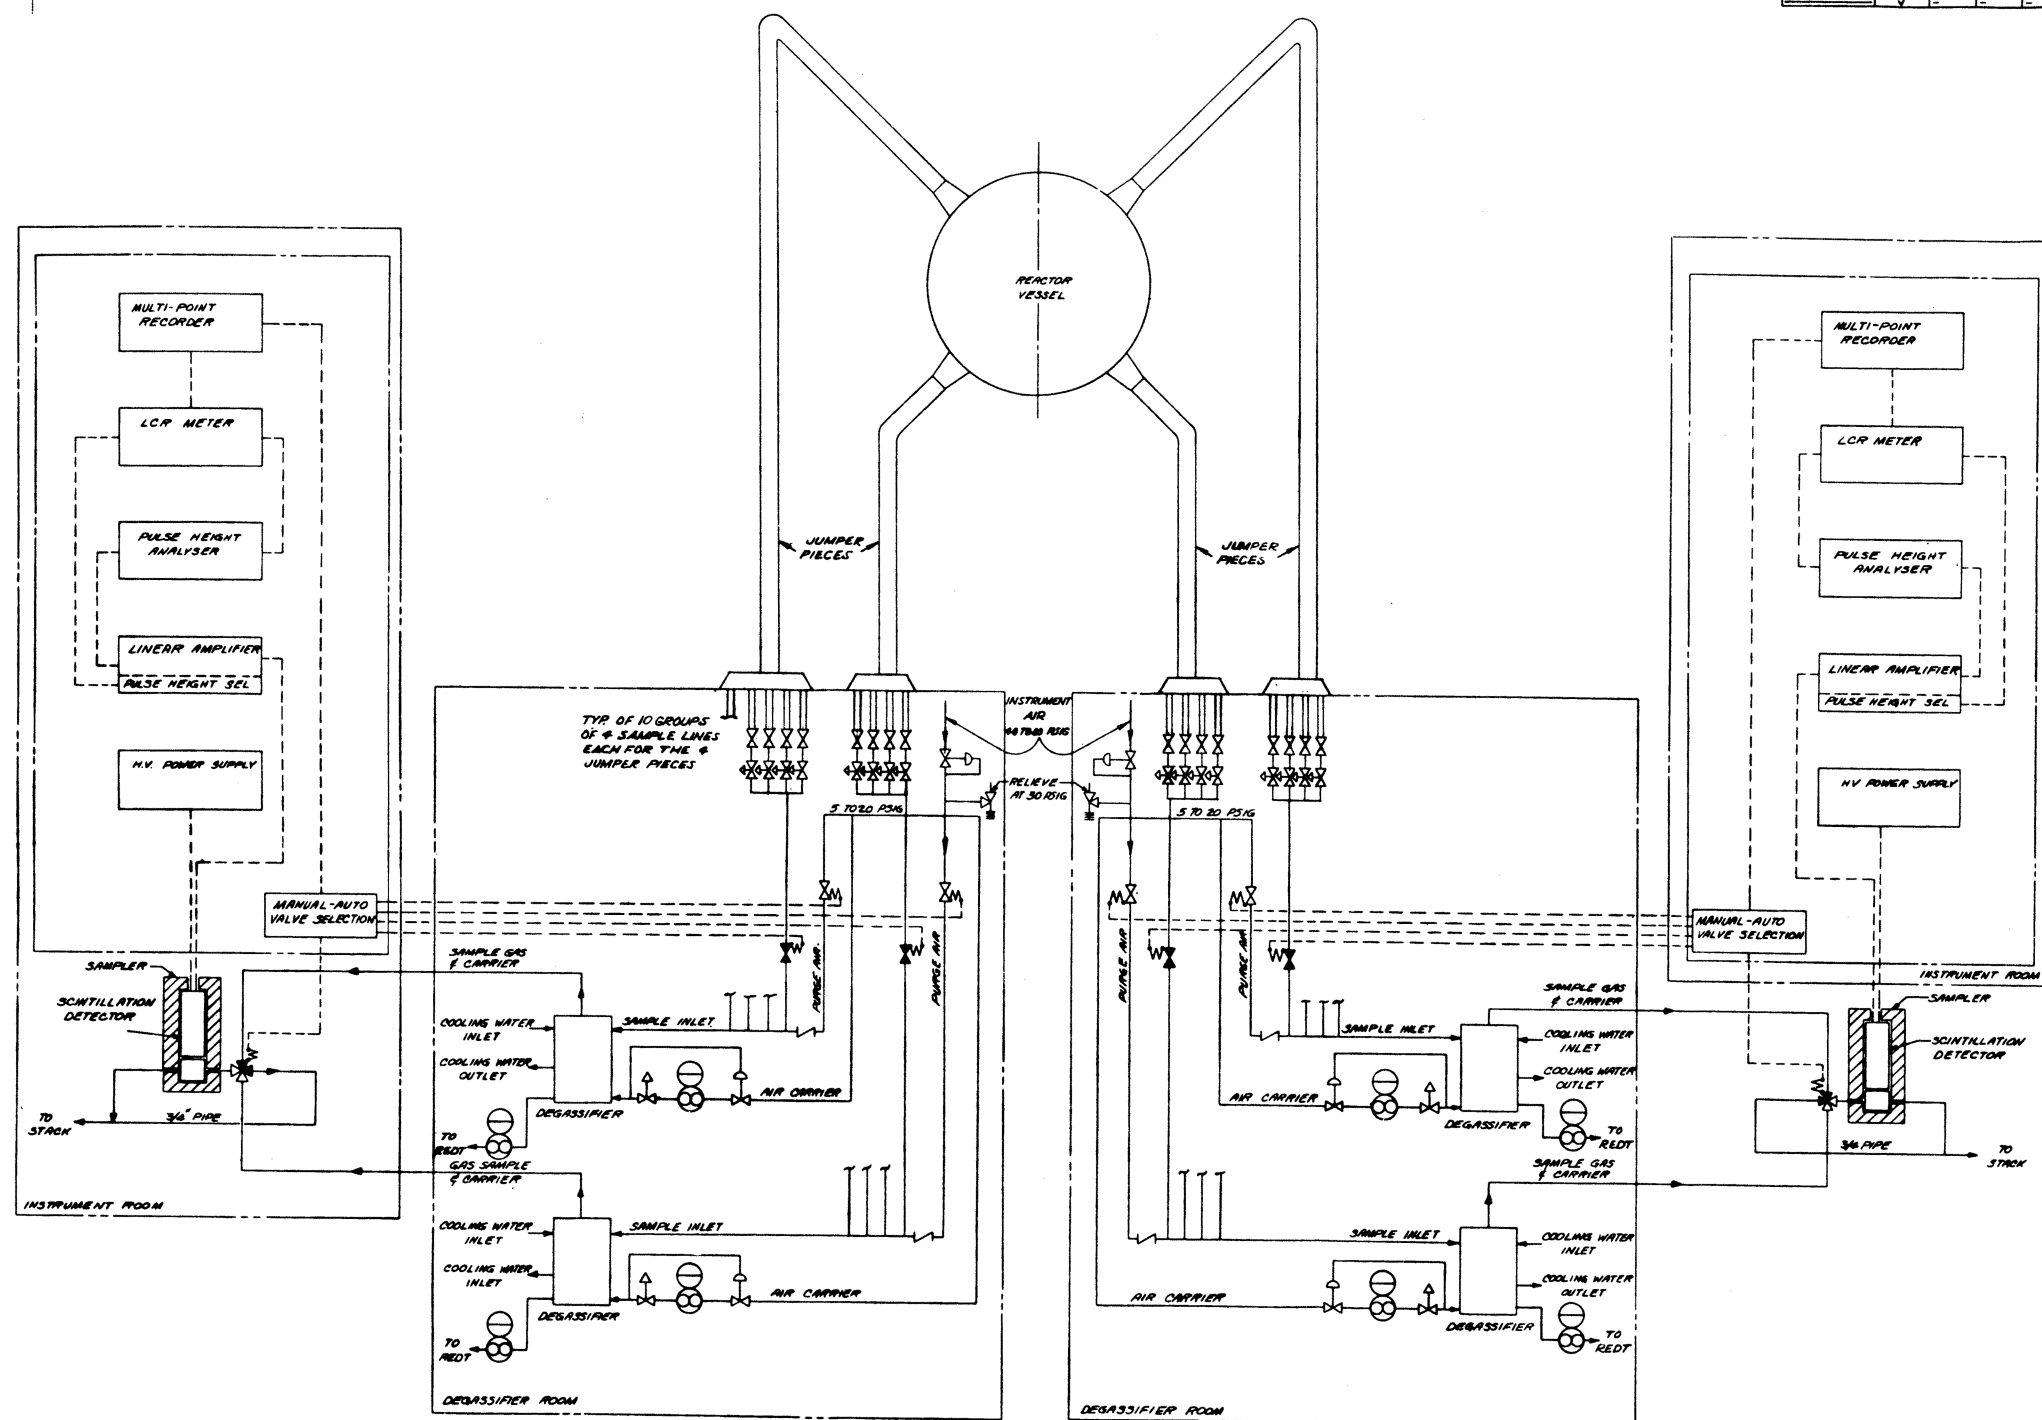 REACTOR
VESSEL
MULTI-POINT
RECORDER
LCR METER
PULSE HEIGHT
ANALYSER
LINEAR AMPLIFIER
PULSE HEIGHT SEL
H.V. POWER SUPPLY
MANUAL-AUTO
VALVE SELECTION
SAMPLER
SCINTILLATION
DETECTOR
TO
STACK
3/4" PIPE
INSTRUMENT ROOM
JUMPER
PIECES
JUMPER
PIECES
TYP. OF 10 GROUPS
OF 4 SAMPLE LINES
EACH FOR THE 4
JUMPER PIECES
INSTRUMENT
AIR
PSIG
RELIEVE
AT 30 PSIG
5 TO 20 PSIG
5 TO 20 PSIG
SAMPLE GAS
& CARRIER
PURGE AIR.
PURGE AIR
COOLING WATER
INLET
SAMPLE INLET
COOLING WATER
OUTLET
AIR CARRIER
DEGASSIFIER
TO
REDT
GAS SAMPLE
& CARRIER
COOLING WATER
INLET
SAMPLE INLET
COOLING WATER
INLET
AIR CARRIER
DEGASSIFIER
TO
REDT
DEGASSIFIER ROOM
PURGE AIR
PURGE AIR
SAMPLE GAS
& CARRIER
SAMPLE INLET
COOLING WATER
INLET
COOLING WATER
OUTLET
AIR CARRIER
DEGASSIFIER
TO
REDT
SAMPLE GAS
& CARRIER
SAMPLE INLET
COOLING WATER
INLET
COOLING WATER
OUTLET
AIR CARRIER
DEGASSIFIER
TO
REDT
DEGASSIFIER ROOM
MULTI-POINT
RECORDER
LCR METER
PULSE HEIGHT
ANALYSER
LINEAR AMPLIFIER
PULSE HEIGHT SEL
HV POWER SUPPLY
MANUAL-AUTO
VALVE SELECTION
INSTRUMENT ROOM
SAMPLER
SCINTILLATION
DETECTOR
3/4 PIPE
TO
STACK